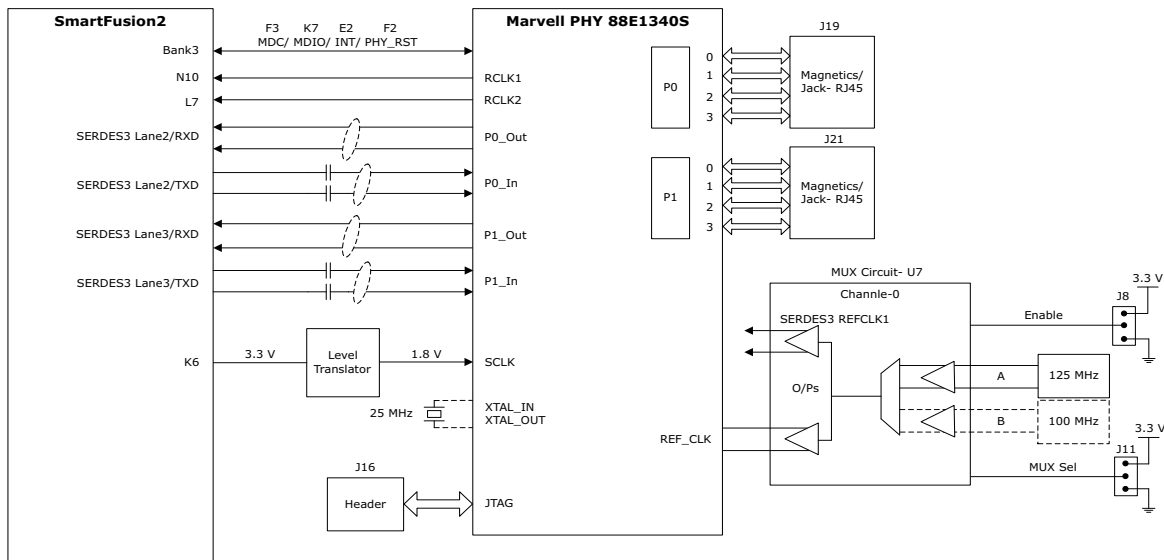 SmartFusion2
Marvell PHY 88E1340S
F3 K7 E2 F2
MDC/ MDIO/ INT/ PHY_RST
Bank3
N10
L7
SERDES3 Lane2/RXD
SERDES3 Lane2/TXD
SERDES3 Lane3/RXD
SERDES3 Lane3/TXD
K6
3.3 V
Level
Translator
1.8 V
25 MHz
J16
Header
RCLK1
RCLK2
P0_Out
P0_In
P1_Out
P1_In
SCLK
XTAL_IN
XTAL_OUT
JTAG
P0
0
1
2
3
J19
Magnetics/
Jack- RJ45
P1
0
1
2
3
J21
Magnetics/
Jack- RJ45
REF_CLK
MUX Circuit- U7
Channle-0
SERDES3 REFCLK1
O/Ps
A
B
125 MHz
100 MHz
Enable
J8
3.3 V
MUX Sel
J11
3.3 V